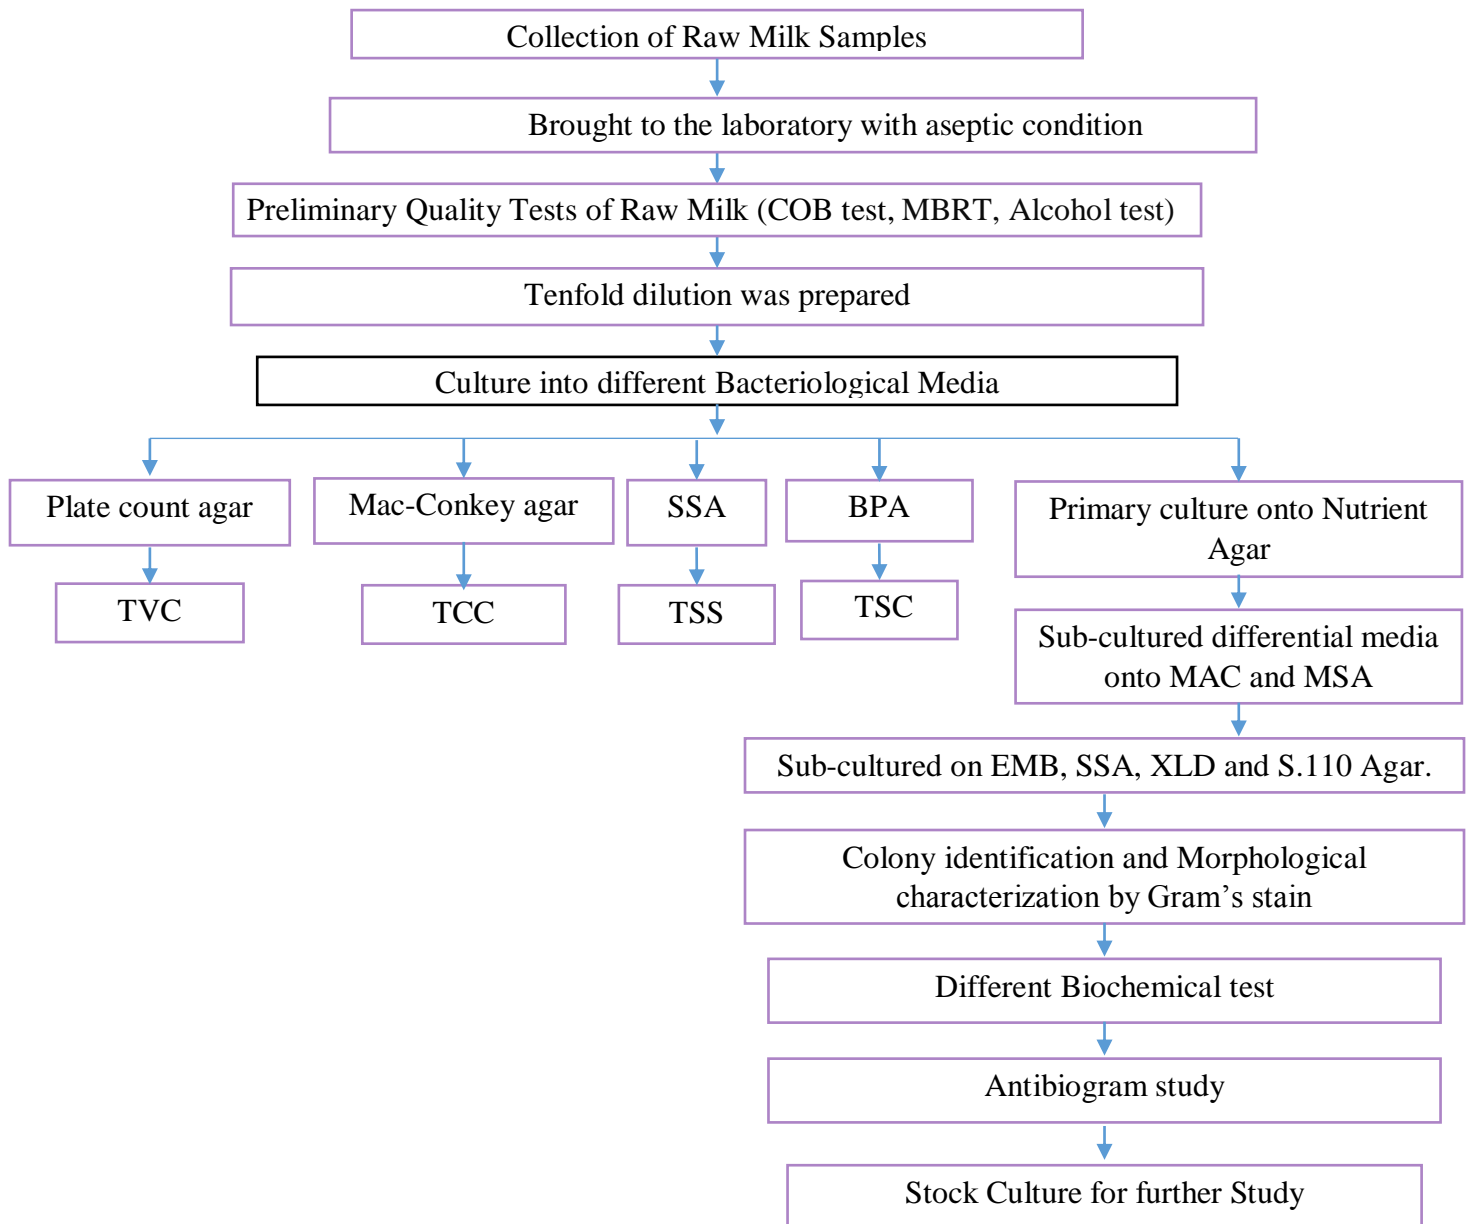 Collection of Raw Milk Samples
Brought to the laboratory with aseptic condition
Preliminary Quality Tests of Raw Milk (COB test, MBRT, Alcohol test)
Tenfold dilution was prepared
Culture into different Bacteriological Media
Plate count agar
Mac-Conkey agar
SSA
BPA
Primary culture onto Nutrient
Agar
TVC
TCC
TSS
TSC
Sub-cultured differential media
onto MAC and MSA
Sub-cultured on EMB, SSA, XLD and S.110 Agar.
Colony identification and Morphological
characterization by Gram’s stain
Different Biochemical test
Antibiogram study
Stock Culture for further Study